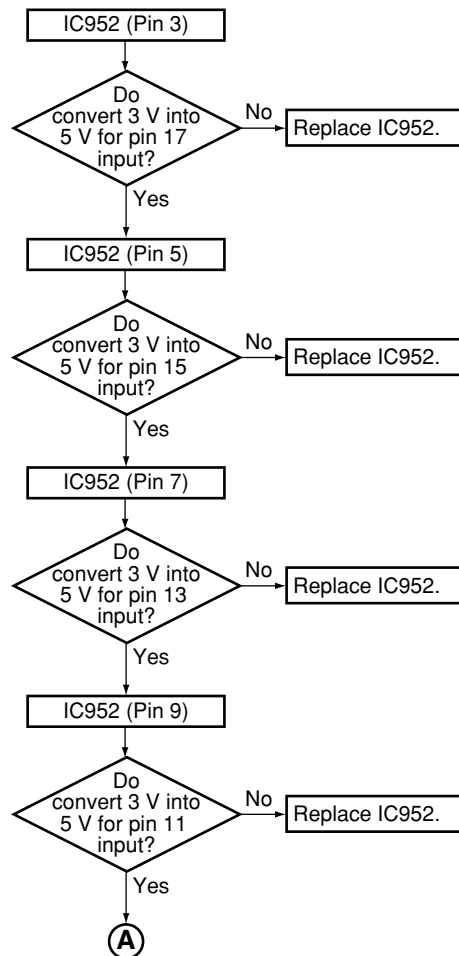 IC952 (Pin 3)
Do
convert 3 V into
5 V for pin 17
input?
No
Replace IC952.
Yes
IC952 (Pin 5)
Do
convert 3 V into
5 V for pin 15
input?
No
Replace IC952.
Yes
IC952 (Pin 7)
Do
convert 3 V into
5 V for pin 13
input?
No
Replace IC952.
Yes
IC952 (Pin 9)
Do
convert 3 V into
5 V for pin 11
input?
No
Replace IC952.
Yes
A